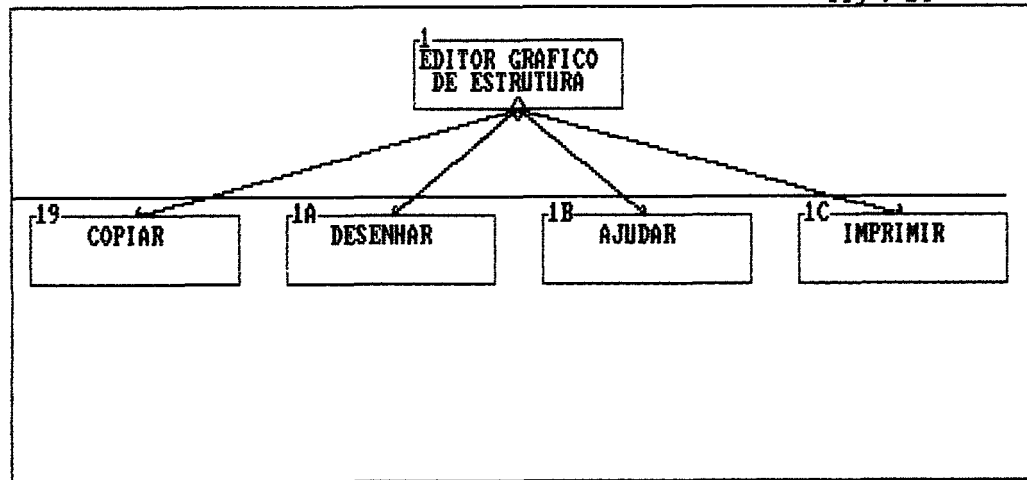 1
EDITOR GRAFICO
DE ESTRUTURA
19
COPIAR
1A
DESENHAR
1B
AJUDAR
1C
IMPRIMIR